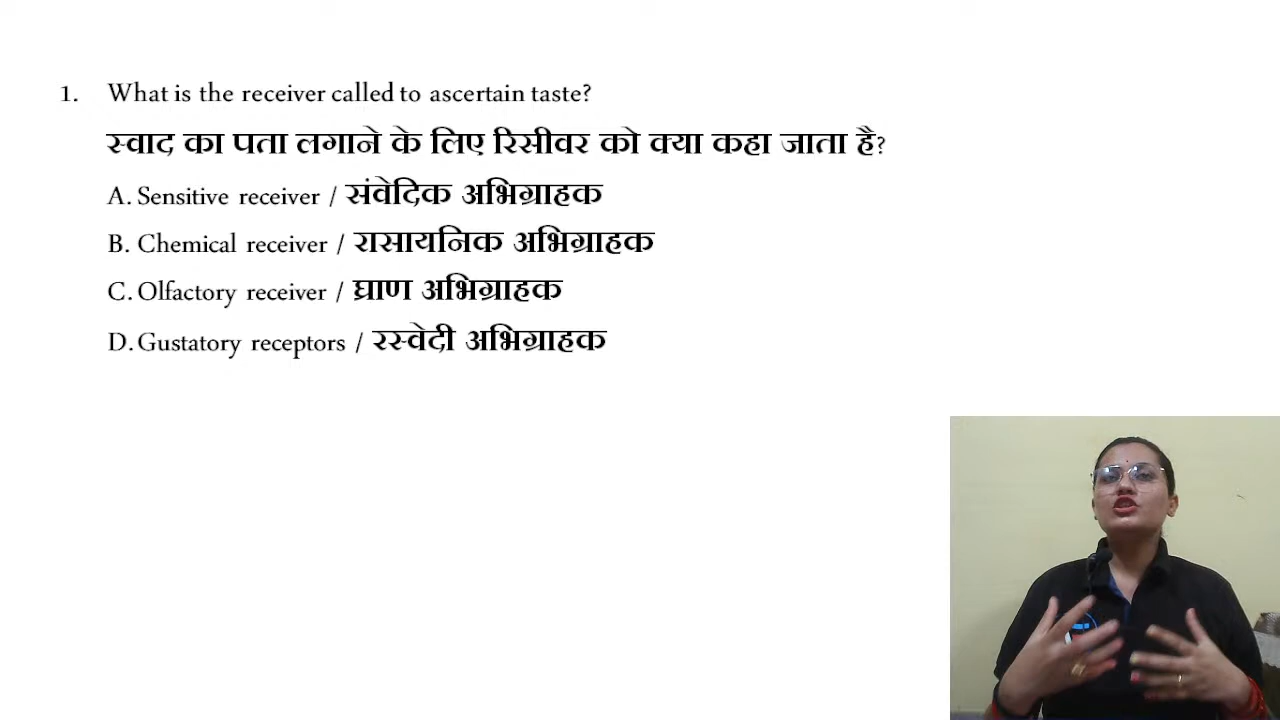 1. What is the receiver called to ascertain taste?
स्वाद का पता लगाने के लिए रिसीवर को क्या कहा जाता है?
A. Sensitive receiver / संवेदिक अभिग्राहक
B. Chemical receiver / रासायनिक अभिग्राहक
C. Olfactory receiver / घ्राण अभिग्राहक
D. Gustatory receptors / रस्वेदी अभिग्राहक